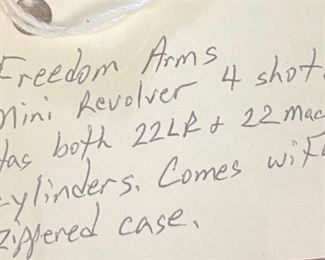 Freedom Arms
Mini Revolver 4 shot.
Has both 22LR & 22 Mag
Cylinders. Comes with
Zippered case.